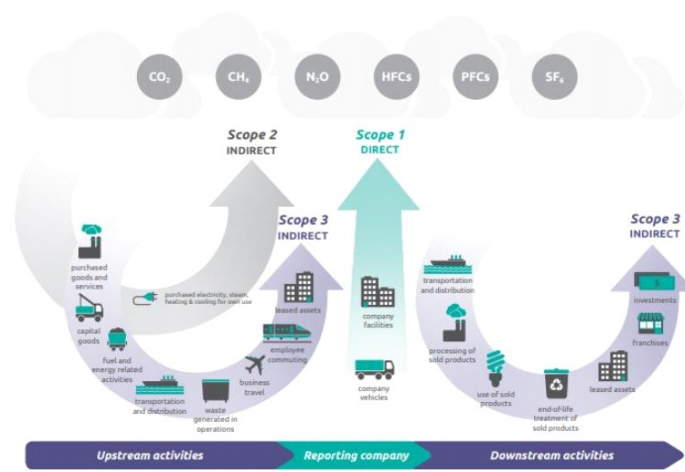 CO₂
CH₄
N₂O
HFCs
PFCs
SF₆
Scope 2
INDIRECT
Scope 1
DIRECT
Scope 3
INDIRECT
Scope 3
INDIRECT
purchased
goods and
services
capital
goods
fuel and
energy related
activities
transportation
and distribution
waste
generated in
operations
business
travel
employee
commuting
leased assets
purchased electricity, steam,
heating & cooling for own use
company
facilities
company
vehicles
transportation
and distribution
processing of
sold products
use of sold
products
end-of-life
treatment of
sold products
leased assets
franchises
investments
$
Upstream activities
Reporting company
Downstream activities